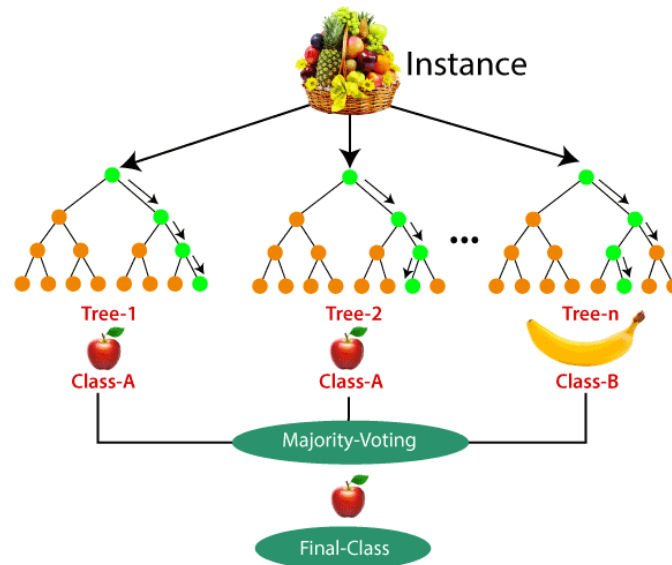 Instance
...
Tree-1
Tree-2
Tree-n
Class-A
Class-A
Class-B
Majority-Voting
Final-Class